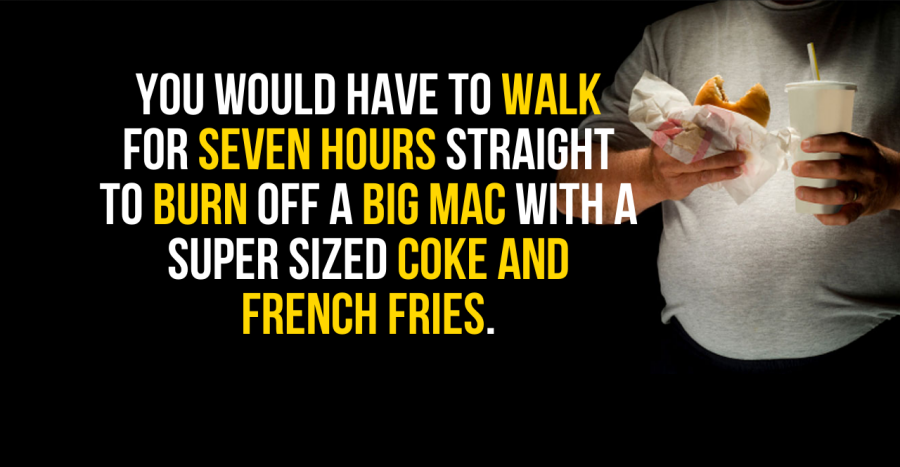 YOU WOULD HAVE TO WALK
FOR SEVEN HOURS STRAIGHT
TO BURN OFF A BIG MAC WITH A
SUPER SIZED COKE AND
FRENCH FRIES.